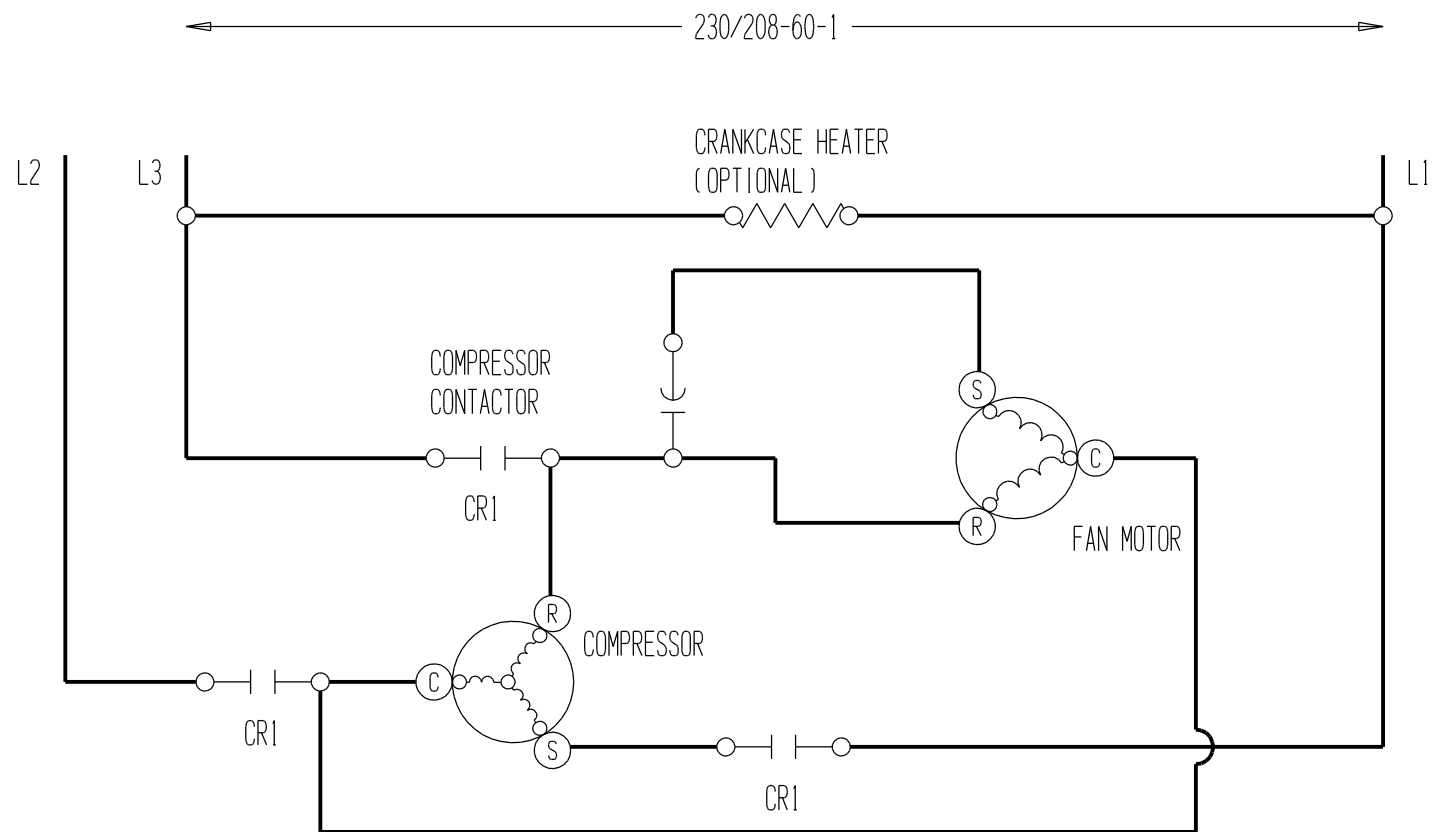 230/208-60-1
CRANKCASE HEATER
(OPTIONAL)
L2
L3
L1
COMPRESSOR
CONTACTOR
S
C
CR1
R
FAN MOTOR
R
COMPRESSOR
C
CR1
S
CR1